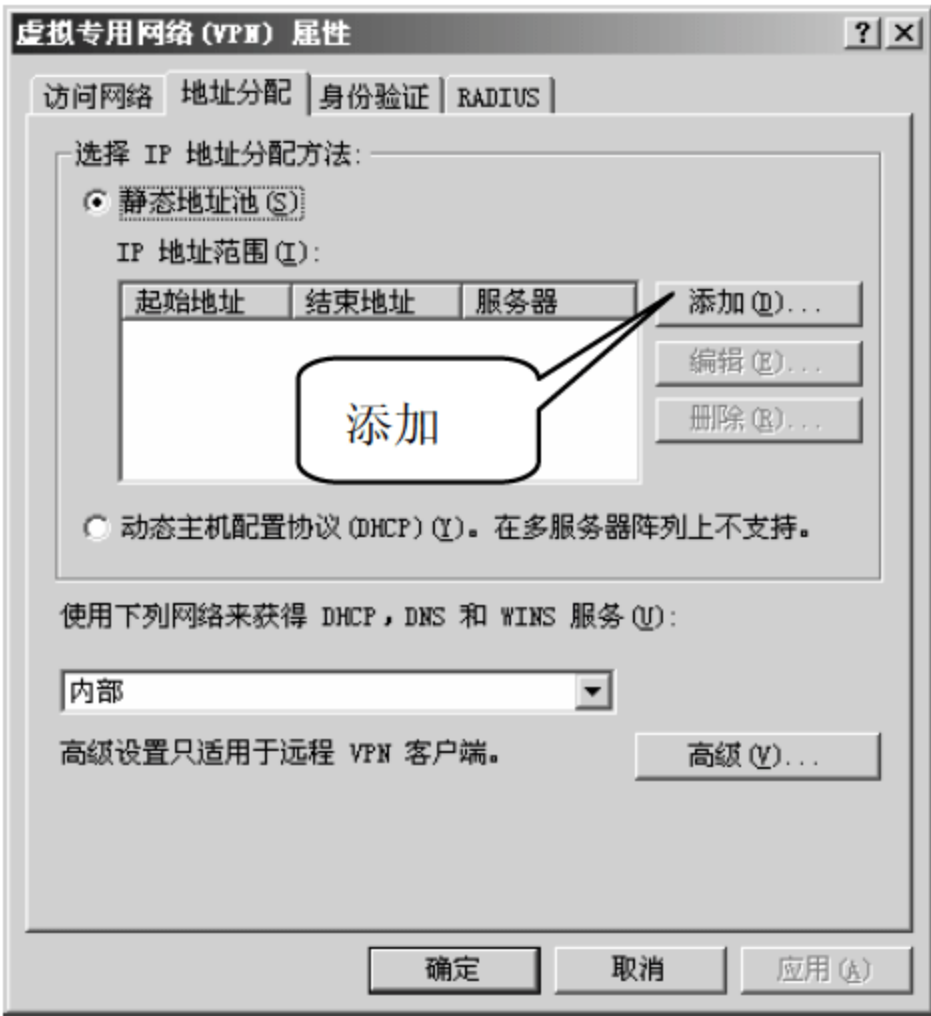 虚拟专用网络(VPN) 属性
访问网络 地址分配 身份验证 RADIUS
选择 IP 地址分配方法:
静态地址池(S)
IP 地址范围(I):
起始地址 结束地址 服务器
添加(D)...
编辑(E)...
删除(R)...
添加
动态主机配置协议(DHCP)(Y)。在多服务器阵列上不支持。
使用下列网络来获得 DHCP,DNS 和 WINS 服务(U):
内部
高级设置只适用于远程 VPN 客户端。
高级(V)...
确定 取消 应用(A)